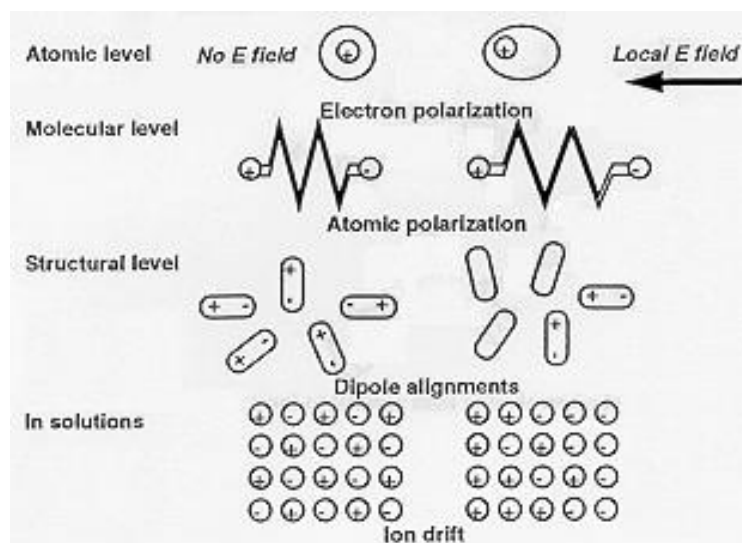 Atomic level No E field Local E field
Electron polarization
Molecular level
Atomic polarization
Structural level
Dipole alignments
In solutions
Ion drift